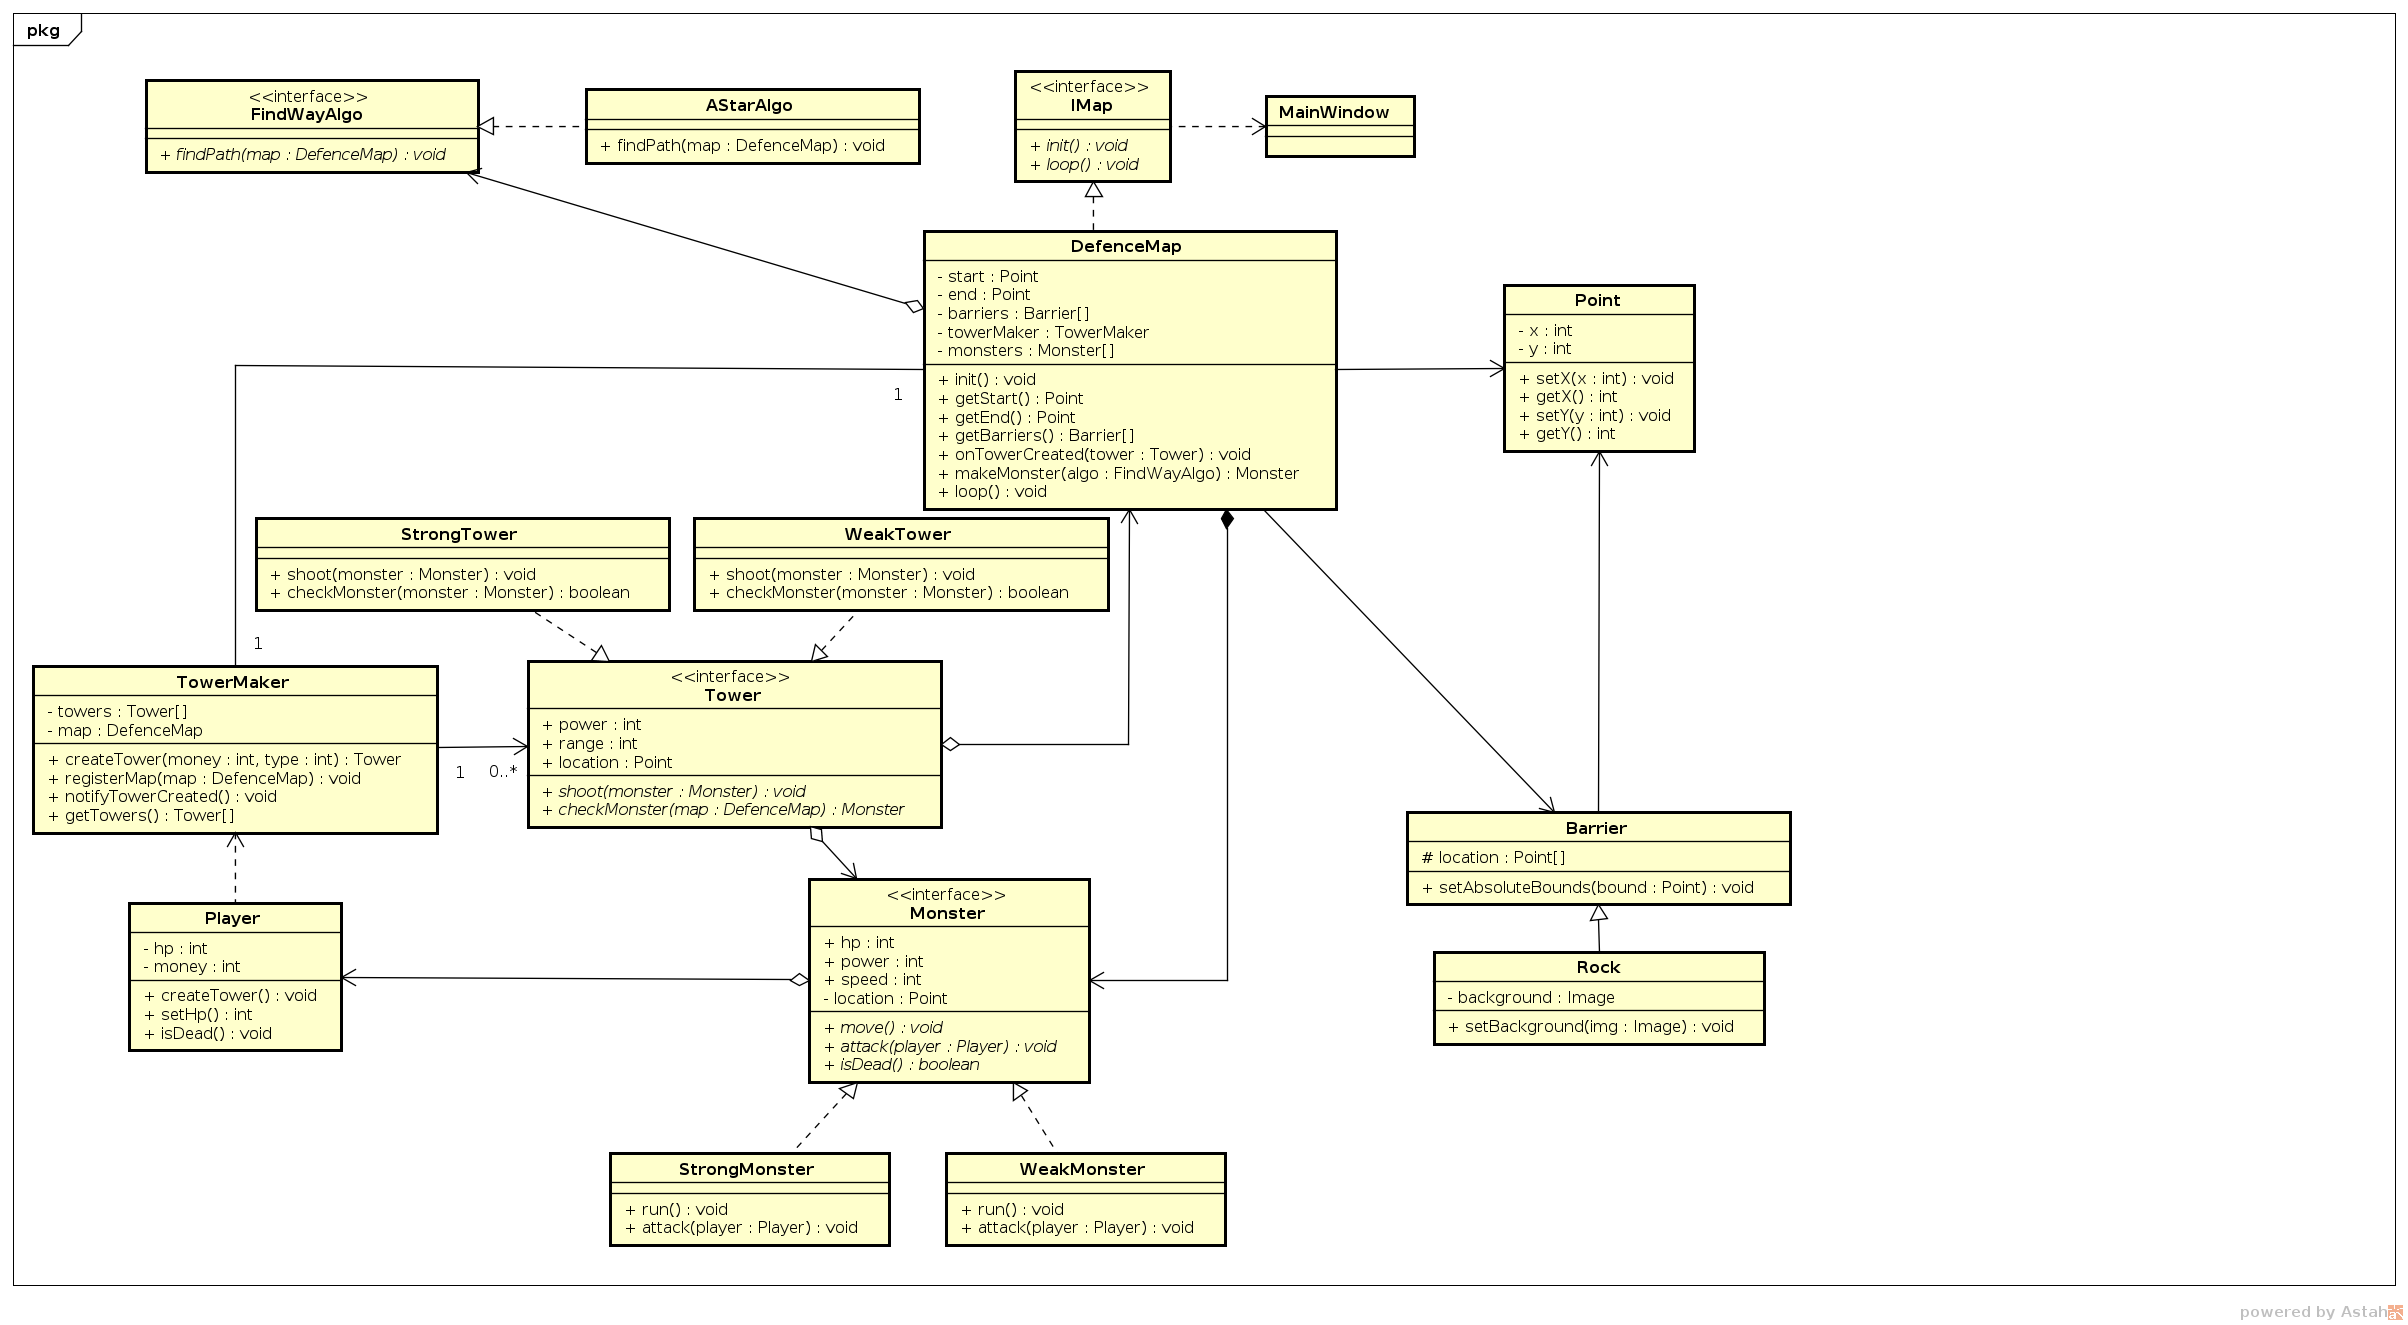 pkg
<<interface>>
FindWayAlgo
+ findPath(map : DefenceMap) : void
AStarAlgo
+ findPath(map : DefenceMap) : void
<<interface>>
IMap
+ init() : void
+ loop() : void
MainWindow
DefenceMap
- start : Point
- end : Point
- barriers : Barrier[]
- towerMaker : TowerMaker
- monsters : Monster[]
+ init() : void
+ getStart() : Point
+ getEnd() : Point
+ getBarriers() : Barrier[]
+ onTowerCreated(tower : Tower) : void
+ makeMonster(algo : FindWayAlgo) : Monster
+ loop() : void
Point
- x : int
- y : int
+ setX(x : int) : void
+ getX() : int
+ setY(y : int) : void
+ getY() : int
1
StrongTower
+ shoot(monster : Monster) : void
+ checkMonster(monster : Monster) : boolean
WeakTower
+ shoot(monster : Monster) : void
+ checkMonster(monster : Monster) : boolean
1
TowerMaker
- towers : Tower[]
- map : DefenceMap
+ createTower(money : int, type : int) : Tower
+ registerMap(map : DefenceMap) : void
+ notifyTowerCreated() : void
+ getTowers() : Tower[]
1
0..*
<<interface>>
Tower
+ power : int
+ range : int
+ location : Point
+ shoot(monster : Monster) : void
+ checkMonster(map : DefenceMap) : Monster
Barrier
# location : Point[]
+ setAbsoluteBounds(bound : Point) : void
Player
- hp : int
- money : int
+ createTower() : void
+ setHp() : int
+ isDead() : void
<<interface>>
Monster
+ hp : int
+ power : int
+ speed : int
- location : Point
+ move() : void
+ attack(player : Player) : void
+ isDead() : boolean
Rock
- background : Image
+ setBackground(img : Image) : void
StrongMonster
+ run() : void
+ attack(player : Player) : void
WeakMonster
+ run() : void
+ attack(player : Player) : void
powered by Astah